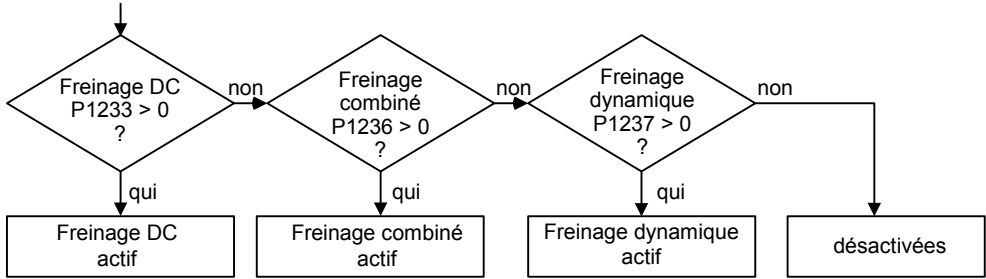 Freinage DC
P1233 > 0
?
non
Freinage
combiné
P1236 > 0
?
non
Freinage
dynamique
P1237 > 0
?
non
qui
qui
qui
Freinage DC
actif
Freinage combiné
actif
Freinage dynamique
actif
désactivées